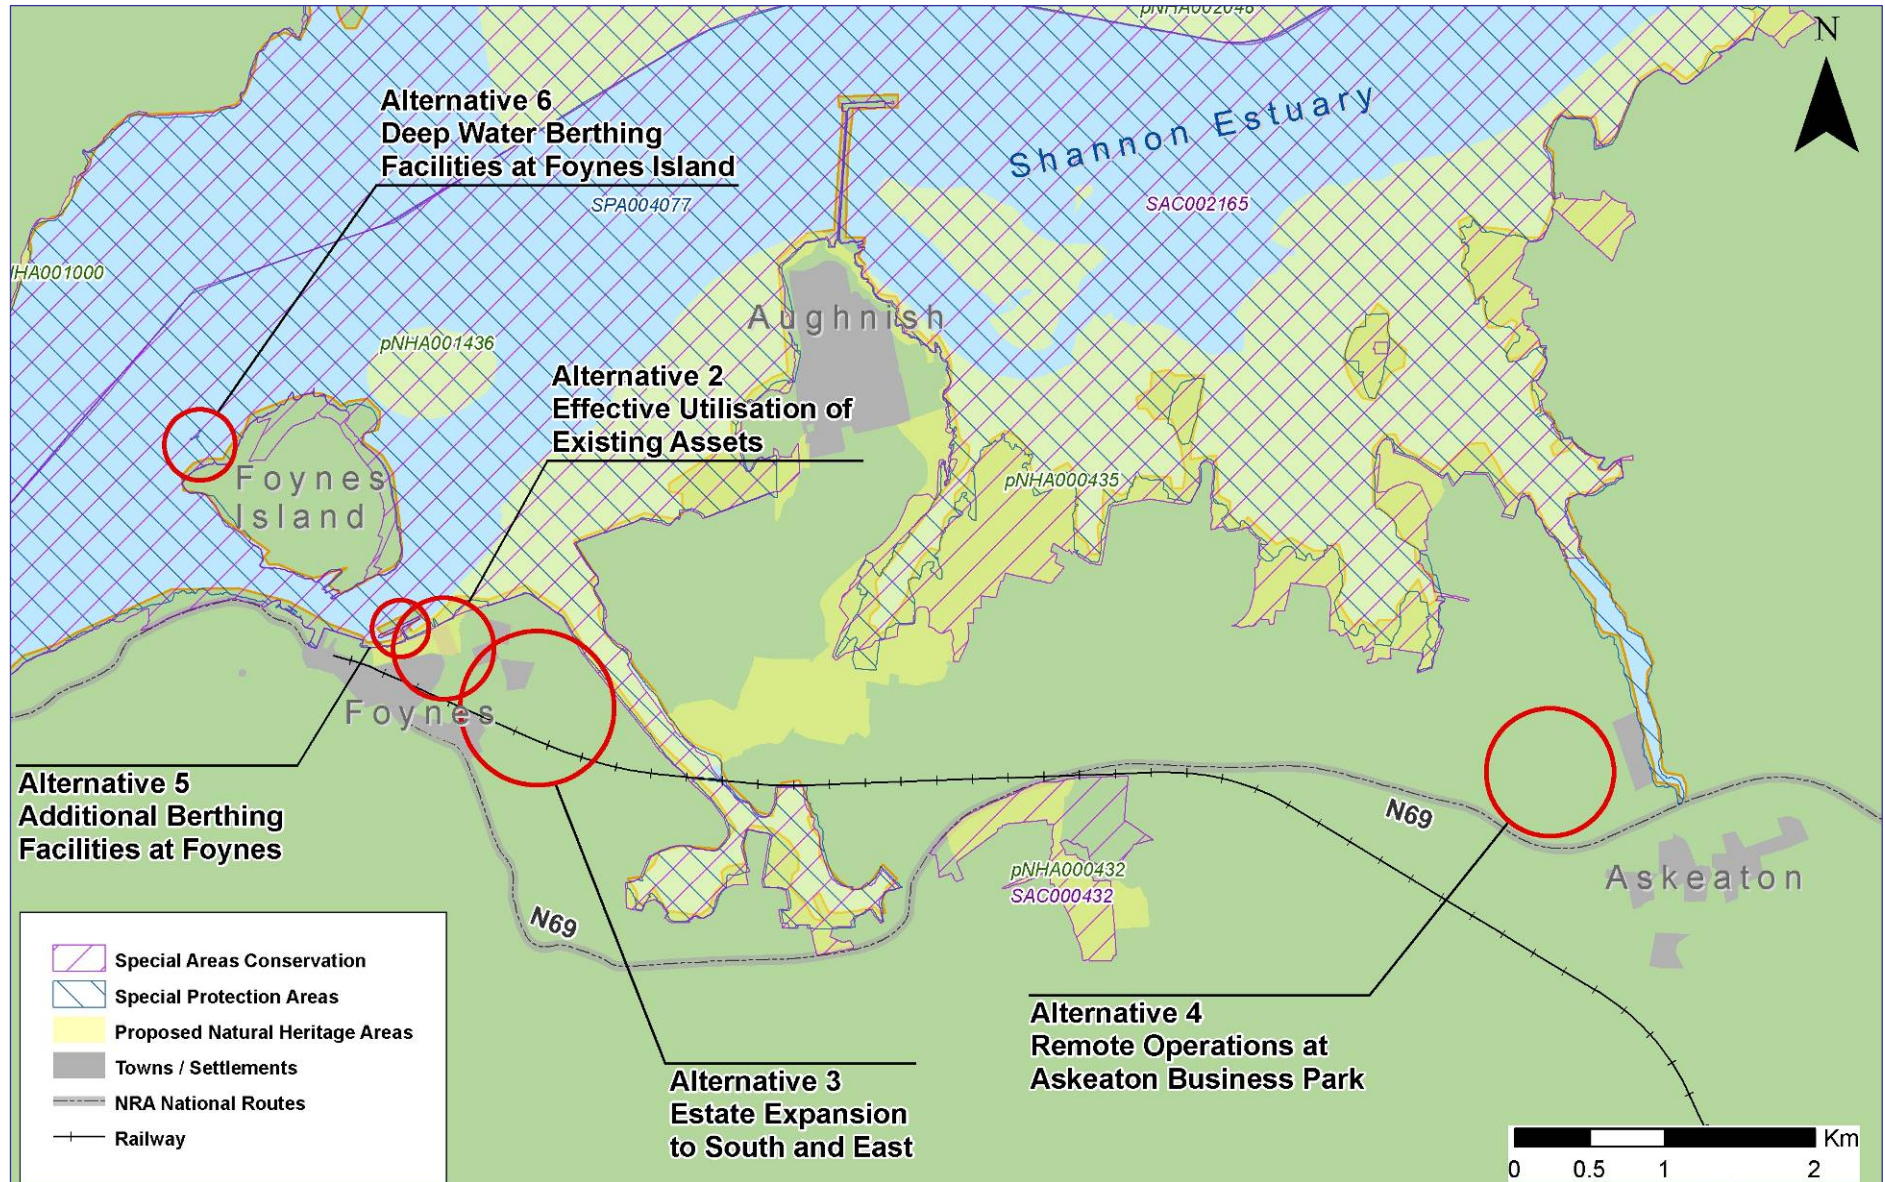 pNHA002048
N
Alternative 6
Deep Water Berthing
Facilities at Foynes Island
Shannon Estuary
SPA004077
SAC002165
HA001000
Aughnish
pNHA001436
Alternative 2
Effective Utilisation of
Existing Assets
Foynes
Island
pNHA000435
Foynes
Alternative 5
Additional Berthing
Facilities at Foynes
N69
pNHA000432
SAC000432
Askeaton
N69
Special Areas Conservation
Special Protection Areas
Proposed Natural Heritage Areas
Towns / Settlements
NRA National Routes
Railway
Alternative 3
Estate Expansion
to South and East
Alternative 4
Remote Operations at
Askeaton Business Park
Km
0 0.5 1 2